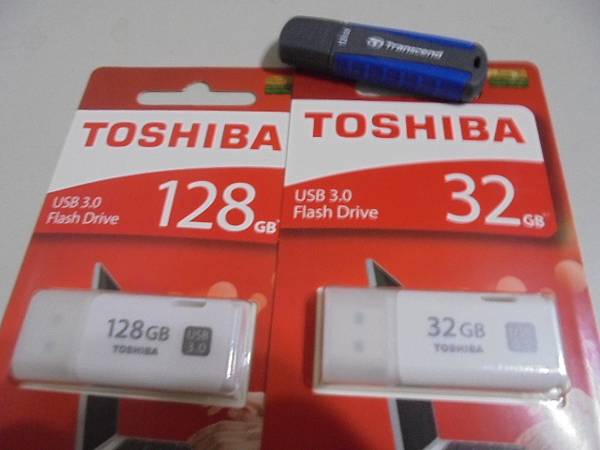 Transcend
128GB
TOSHIBA
USB 3.0
Flash Drive
128GB
128GB
USB
3.0
TOSHIBA
TOSHIBA
USB 3.0
Flash Drive
32GB
32GB
TOSHIBA